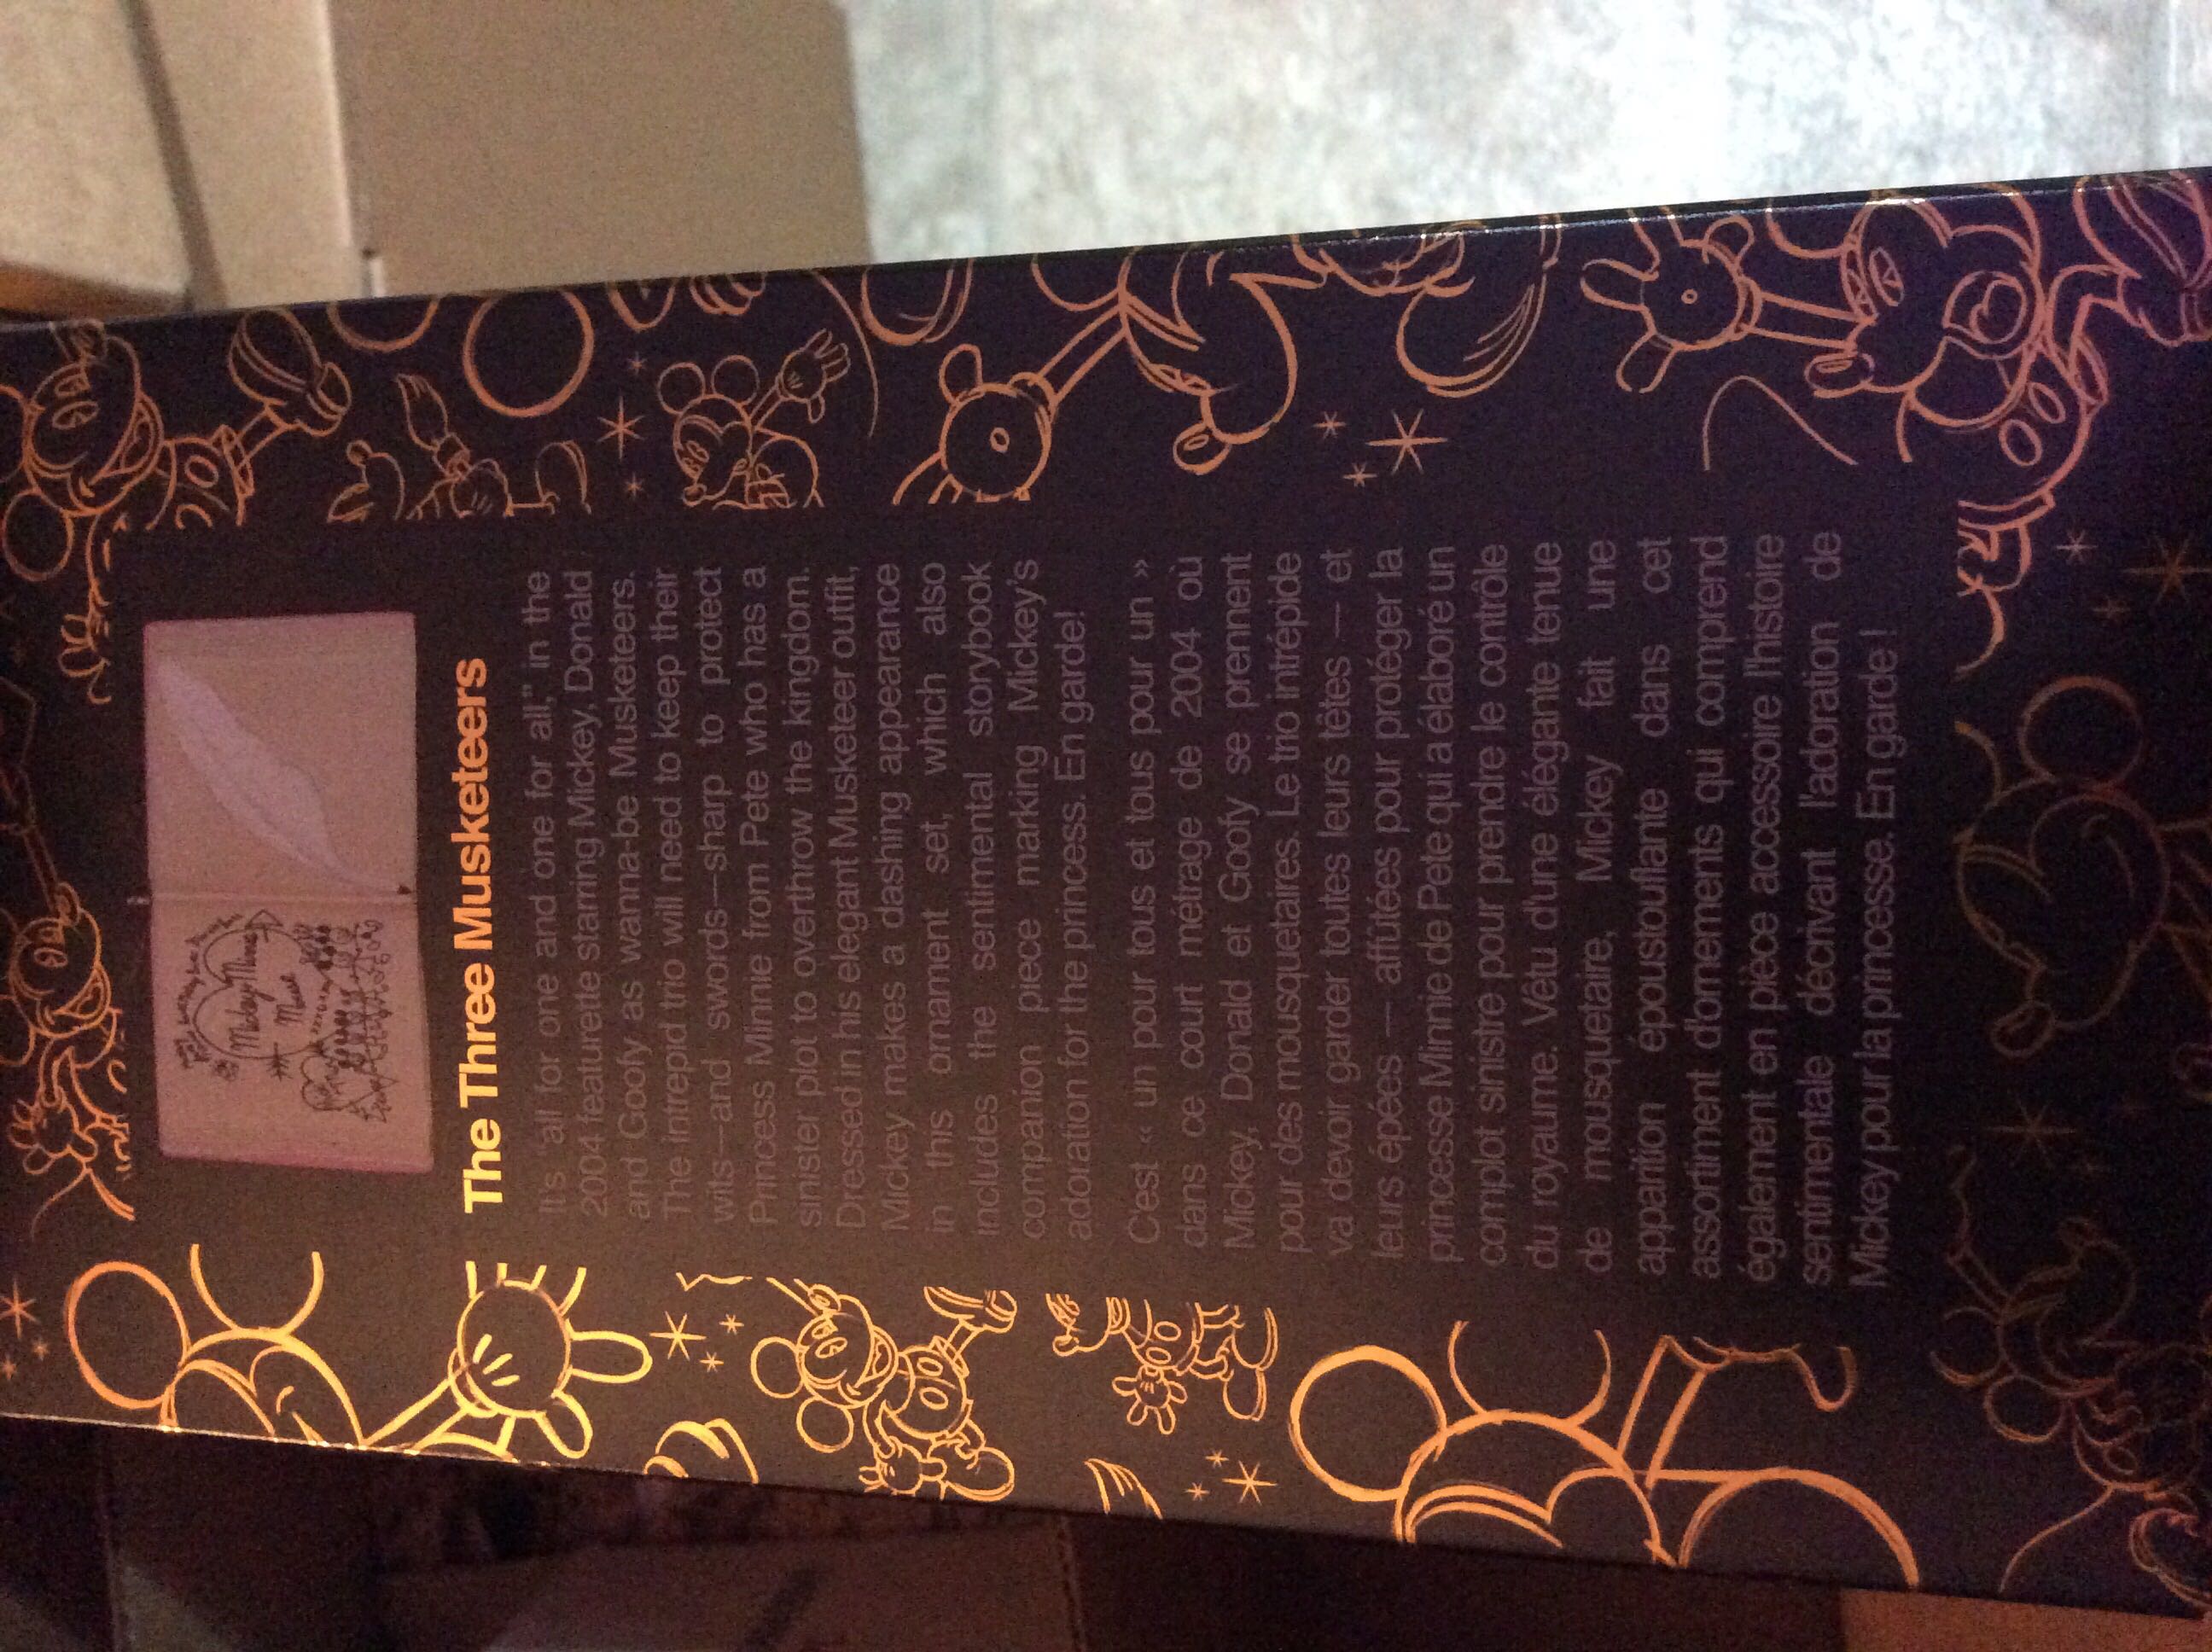 Mickey Minnie
Mouse
The Three Musketeers
It's "all for one and one for all," in the
2004 featurette starring Mickey, Donald
and Goofy as wanna-be Musketeers.
The intrepid trio will need to keep their
wits—and swords—sharp to protect
Princess Minnie from Pete who has a
sinister plot to overthrow the kingdom.
Dressed in his elegant Musketeer outfit,
Mickey makes a dashing appearance
in this ornament set, which also
includes the sentimental storybook
companion piece marking Mickey's
adoration for the princess. En garde!
C'est « un pour tous et tous pour un »
dans ce court métrage de 2004 où
Mickey, Donald et Goofy se prennent
pour des mousquetaires. Le trio intrépide
va devoir garder toutes leurs têtes — et
leurs épées — affûtées pour protéger la
princesse Minnie de Pete qui a élaboré un
complot sinistre pour prendre le contrôle
du royaume. Vêtu d'une élégante tenue
de mousquetaire, Mickey fait une
apparition époustouflante dans cet
assortiment d'ornements qui comprend
également en pièce accessoire l'histoire
sentimentale décrivant l'adoration de
Mickey pour la princesse. En garde !